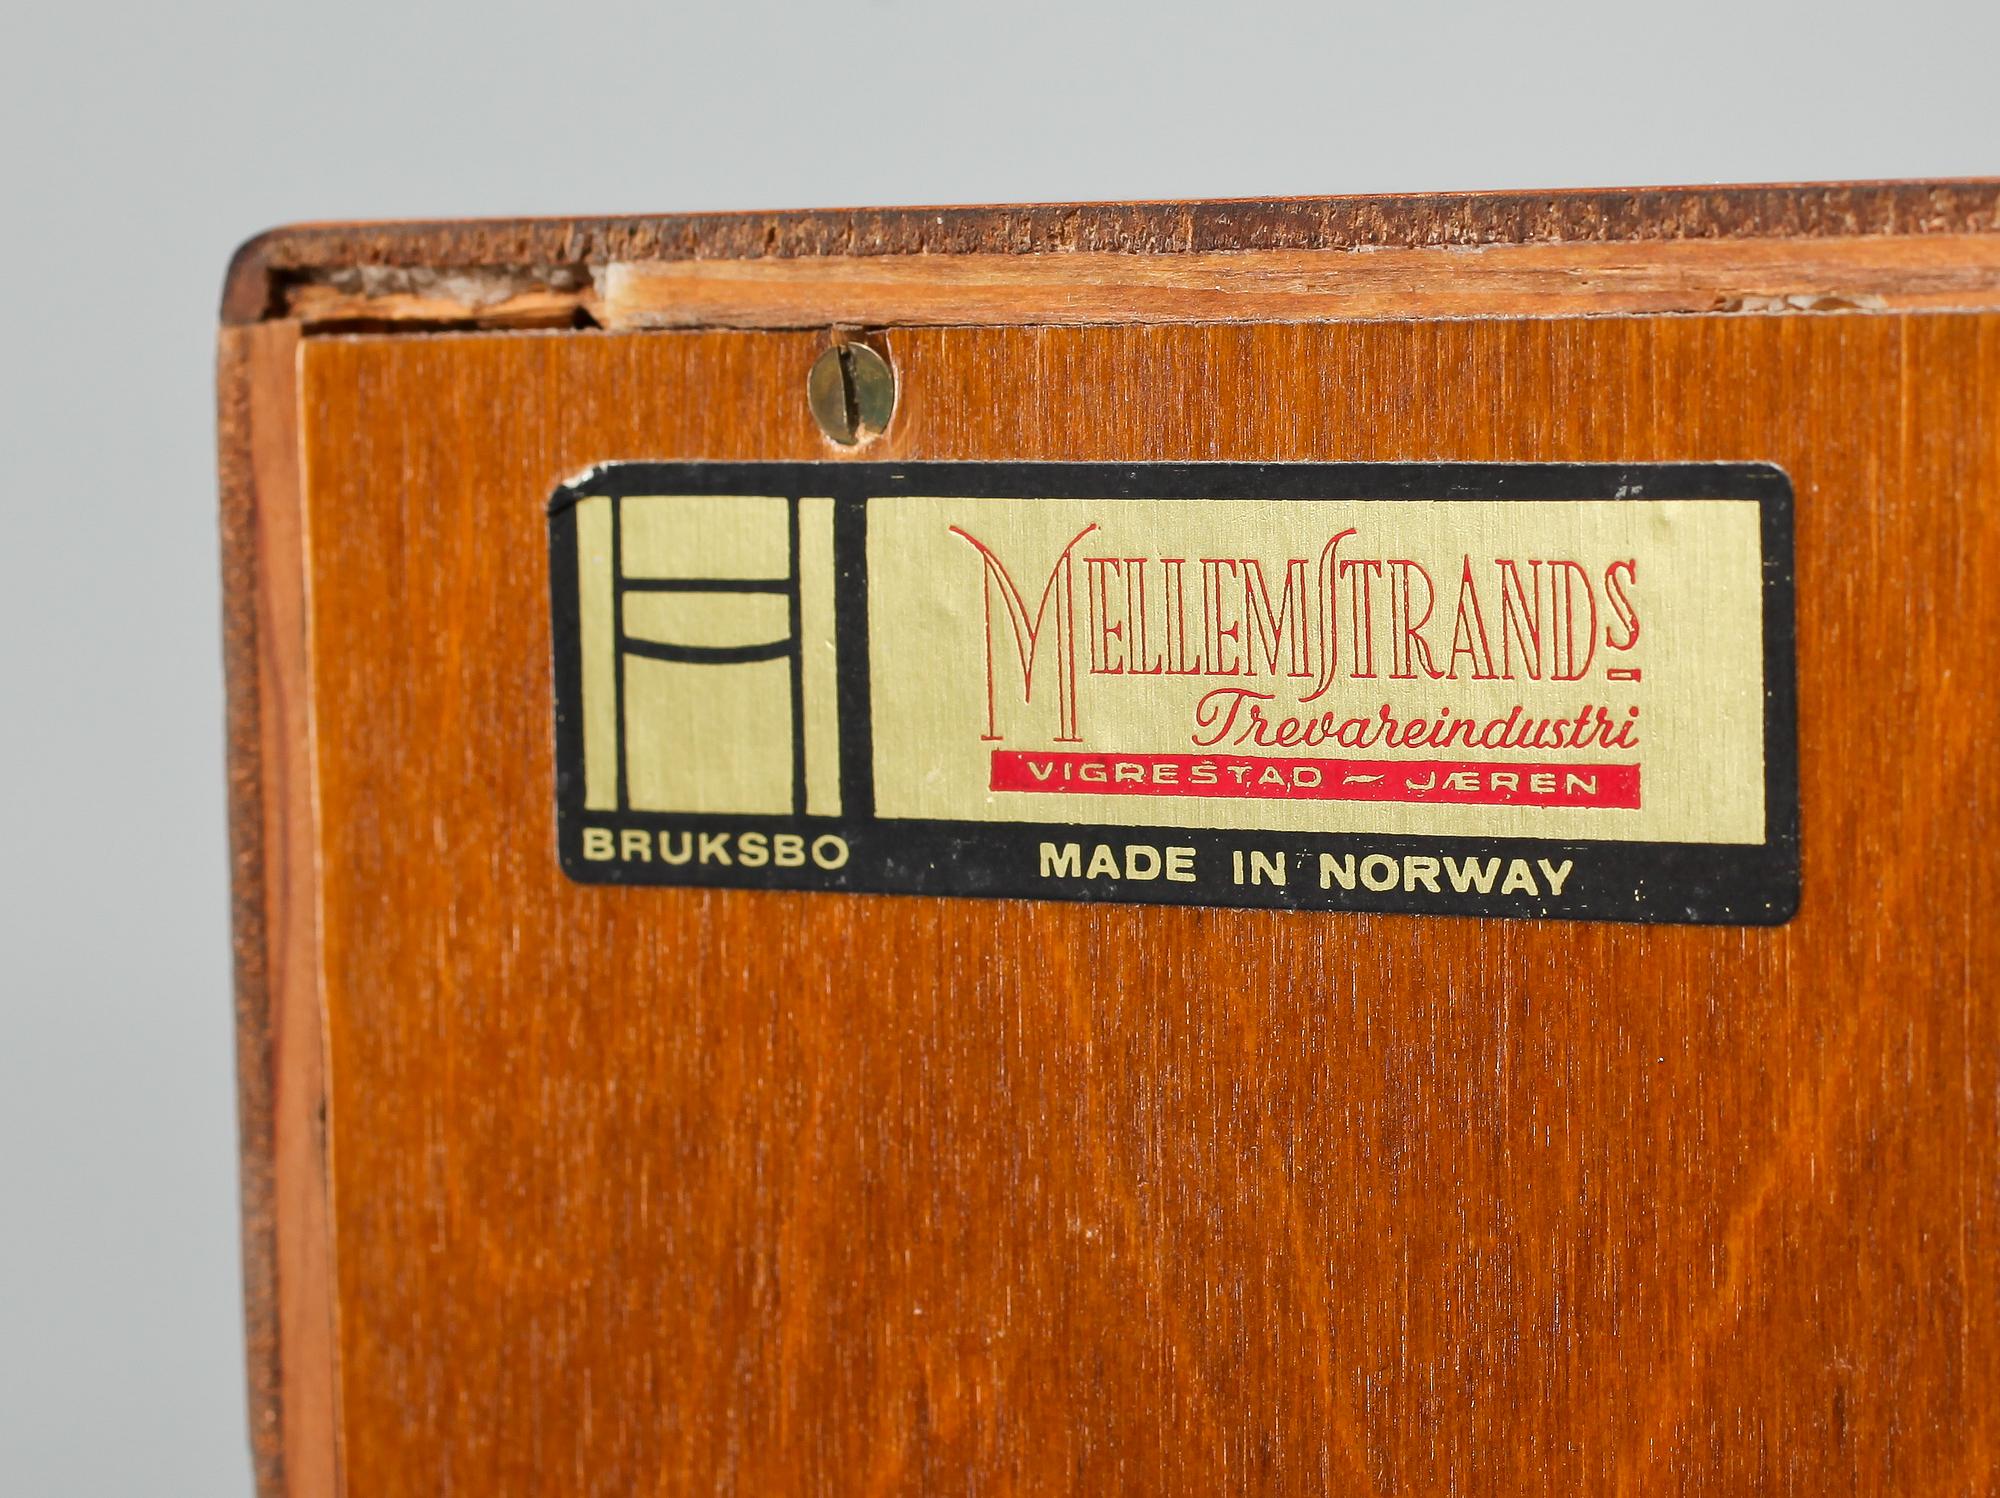 MELLEMSTRANDS
Trevareindustri
VIGRESTAD – JÆREN
BRUKSBO
MADE IN NORWAY